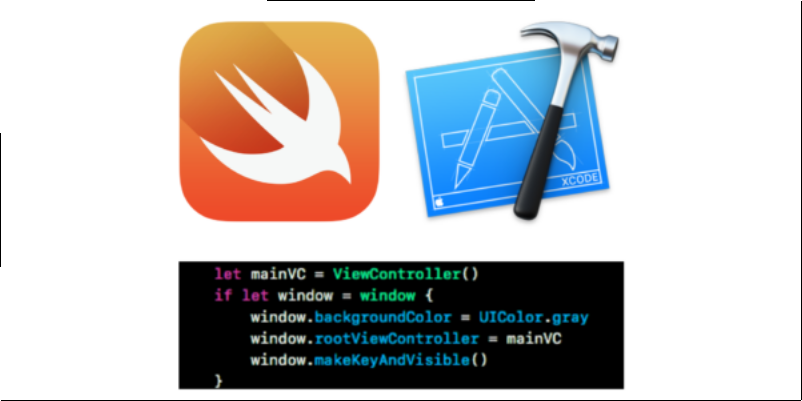 XCODE
let mainVC = ViewController()
if let window = window {
    window.backgroundColor = UIColor.gray
    window.rootViewController = mainVC
    window.makeKeyAndVisible()
}